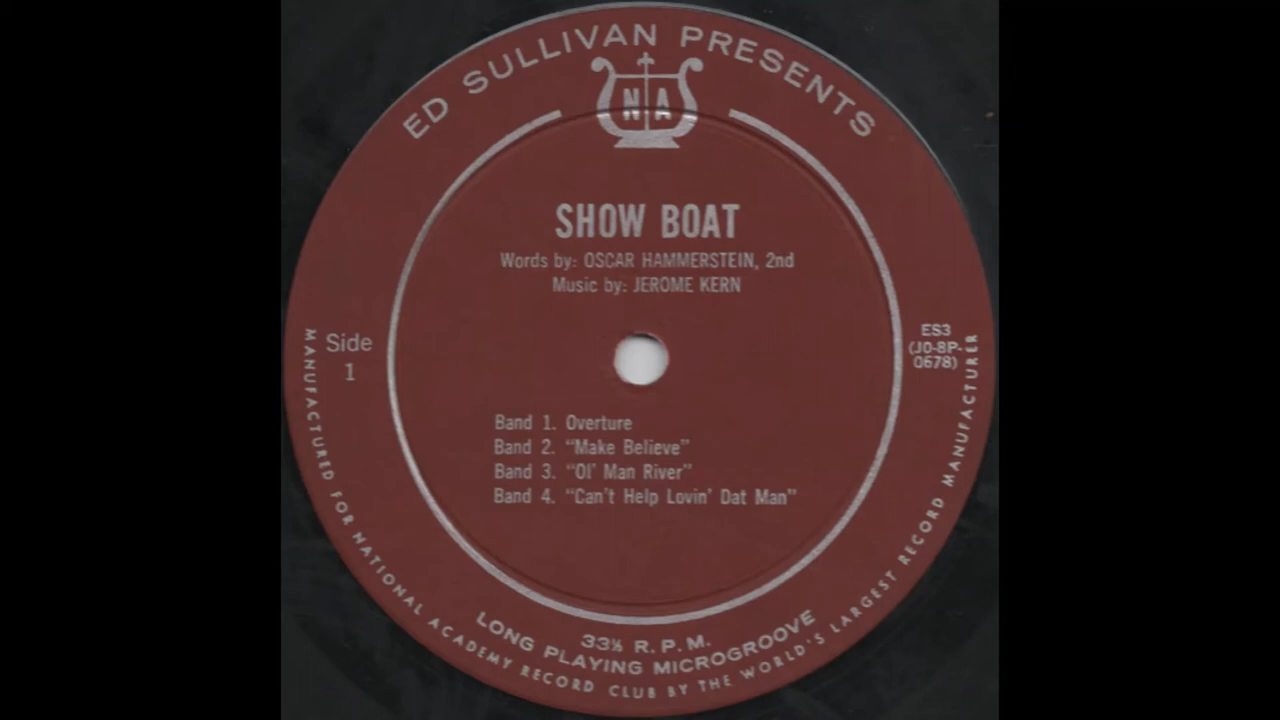 ED SULLIVAN PRESENTS
N A
SHOW BOAT
Words by: OSCAR HAMMERSTEIN, 2nd
Music by: JEROME KERN
Side
1
ES3
(JO-8P-
0678)
Band 1. Overture
Band 2. “Make Believe”
Band 3. “Ol’ Man River”
Band 4. “Can’t Help Lovin’ Dat Man”
33⅓ R.P.M.
LONG PLAYING MICROGROOVE
MANUFACTURED FOR NATIONAL ACADEMY RECORD CLUB BY THE WORLD'S LARGEST RECORD MANUFACTURER